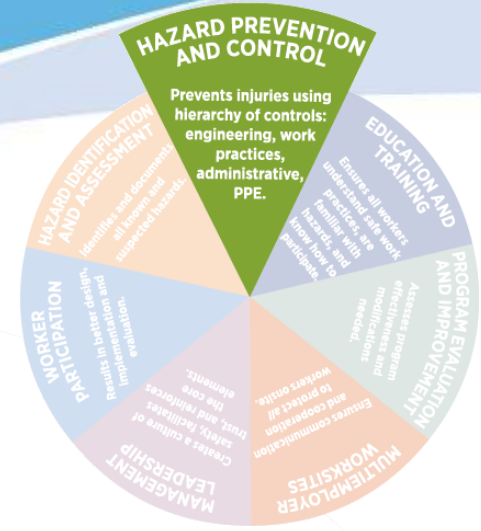 HAZARD PREVENTION
AND CONTROL
Prevents injuries using
hierarchy of controls:
engineering, work
practices,
administrative,
PPE.
EDUCATION AND
TRAINING
Ensures all workers
understand safe work
practices, are
familiar with
hazards, and
know how to
participate.
PROGRAM EVALUATION
AND IMPROVEMENT
Assesses program
effectiveness and
modifications
needed.
MULTIEMPLOYER
WORKSITES
Ensures communication
and cooperation
to protect all
workers onsite.
MANAGEMENT
LEADERSHIP
Creates a culture of
safety, facilitates
trust, and reinforces
the core
elements.
WORKER
PARTICIPATION
Results in better design,
implementation and
evaluation.
HAZARD IDENTIFICATION
AND ASSESSMENT
Identifies and documents
all known and
suspected hazards.